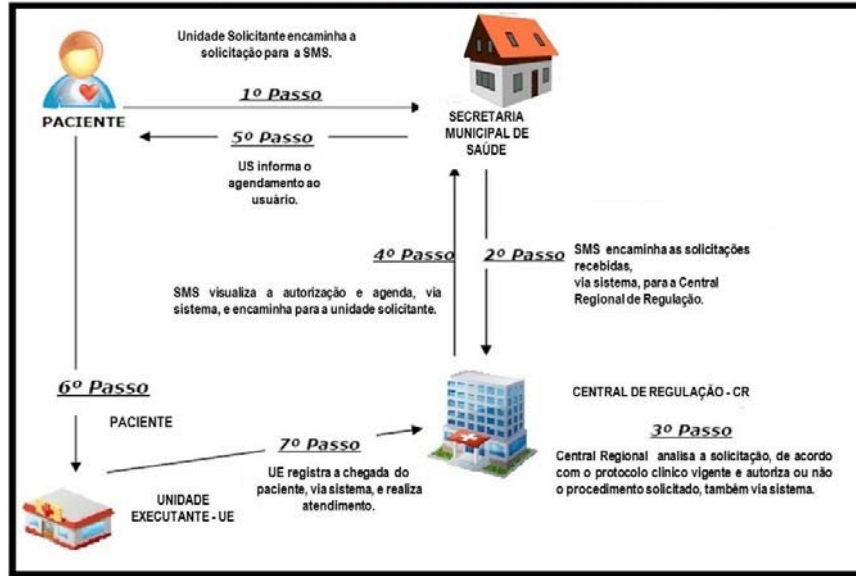 Unidade Solicitante encaminha a
solicitação para a SMS.
1º Passo
PACIENTE
SECRETARIA
MUNICIPAL DE
SAÚDE
5º Passo
US informa o
agendamento ao
usuário.
4º Passo
2º Passo
SMS encaminha as solicitações
recebidas,
via sistema, para a Central
Regional de Regulação.
SMS visualiza a autorização e agenda, via
sistema, e encaminha para a unidade solicitante.
6º Passo
PACIENTE
CENTRAL DE REGULAÇÃO - CR
3º Passo
Central Regional analisa a solicitação, de acordo
com o protocolo clínico vigente e autoriza ou não
o procedimento solicitado, também via sistema.
7º Passo
UE registra a chegada do
paciente, via sistema, e realiza
atendimento.
UNIDADE
EXECUTANTE - UE